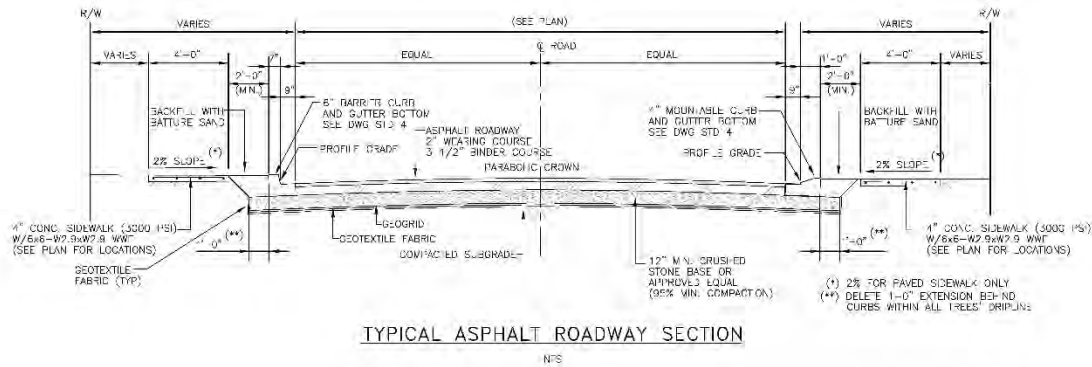 R/W
R/W
VARIES
(SEE PLAN)
VARIES
℄ ROAD
VARIES
4'-0"
7"
EQUAL
EQUAL
1'-0"
4'-0"
VARIES
2'-0"
(MIN.)
9"
9"
2'-0"
(MIN.)
BACKFILL WITH
BATTURE SAND
6" BARRIER CURB
AND GUTTER BOTTOM
SEE DWG STD 4
ASPHALT ROADWAY
2" WEARING COURSE
3 1/2" BINDER COURSE
4" MOUNTABLE CURB
AND GUTTER BOTTOM
SEE DWG STD 4
BACKFILL WITH
BATTURE SAND
2% SLOPE (*)
PROFILE GRADE
PARABOLIC CROWN
PROFILE GRADE
2% SLOPE (*)
4" CONC. SIDEWALK (3000 PSI)
W/6x6-W2.9xW2.9 WWF
(SEE PLAN FOR LOCATIONS)
GEOTEXTILE
FABRIC (TYP)
1'-0" (**)
GEOGRID
GEOTEXTILE FABRIC
COMPACTED SUBGRADE
12" MIN. CRUSHED
STONE BASE OR
APPROVED EQUAL
(95% MIN. COMPACTION)
1'-0" (**)
4" CONC. SIDEWALK (3000 PSI)
W/6x6-W2.9xW2.9 WWF
(SEE PLAN FOR LOCATIONS)
(*) 2% FOR PAVED SIDEWALK ONLY
(**) DELETE 1'-0" EXTENSION BEHIND
CURBS WITHIN ALL TREES' DRIPLINE
TYPICAL ASPHALT ROADWAY SECTION
NTS